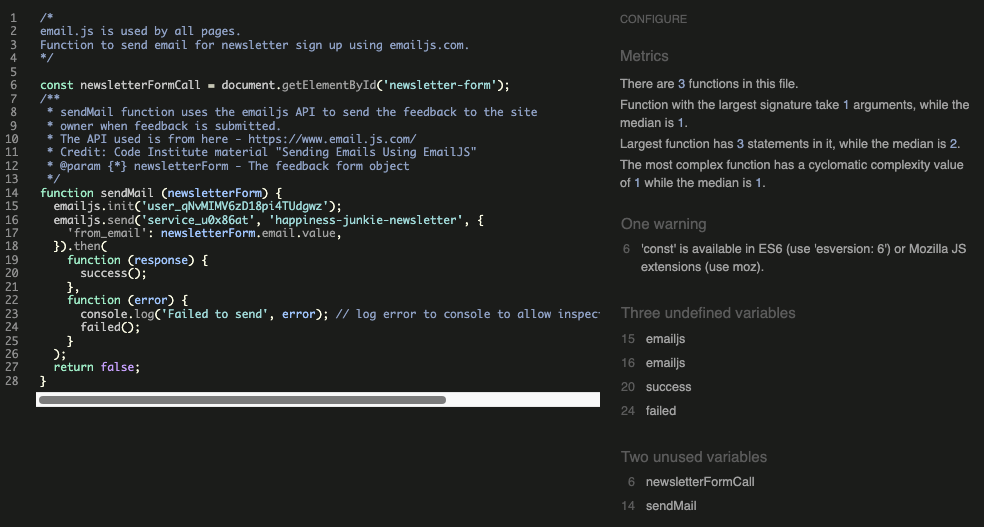 1 /*
2 email.js is used by all pages.
3 Function to send email for newsletter sign up using emailjs.com.
4 */
5
6 const newsletterFormCall = document.getElementById('newsletter-form');
7 /**
8 * sendMail function uses the emailjs API to send the feedback to the site
9 * owner when feedback is submitted.
10 * The API used is from here - https://www.email.js.com/
11 * Credit: Code Institute material "Sending Emails Using EmailJS"
12 * @param {*} newsletterForm - The feedback form object
13 */
14 function sendMail (newsletterForm) {
15 emailjs.init('user_qNvMIMV6zD18pi4TUdgwz');
16 emailjs.send('service_u0x86at', 'happiness-junkie-newsletter', {
17 'from_email': newsletterForm.email.value,
18 }).then(
19 function (response) {
20 success();
21 },
22 function (error) {
23 console.log('Failed to send', error); // log error to console to allow inspec
24 failed();
25 }
26 );
27 return false;
28 }
CONFIGURE
Metrics
There are 3 functions in this file.
Function with the largest signature take 1 arguments, while the
median is 1.
Largest function has 3 statements in it, while the median is 2.
The most complex function has a cyclomatic complexity value
of 1 while the median is 1.
One warning
6 'const' is available in ES6 (use 'esversion: 6') or Mozilla JS
extensions (use moz).
Three undefined variables
15 emailjs
16 emailjs
20 success
24 failed
Two unused variables
6 newsletterFormCall
14 sendMail